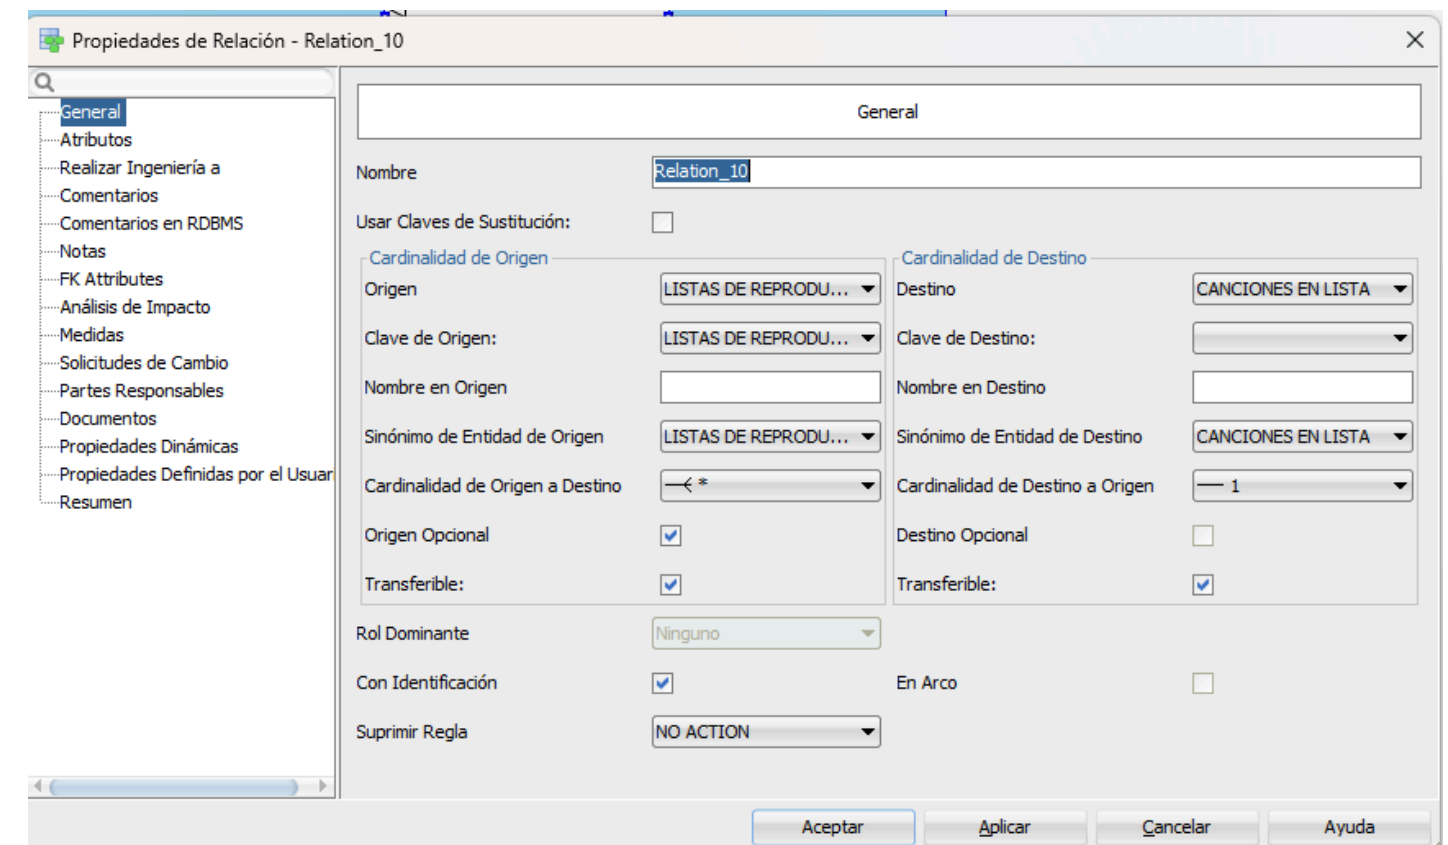 Propiedades de Relación - Relation_10
General
Atributos
Realizar Ingeniería a
Comentarios
Comentarios en RDBMS
Notas
FK Attributes
Análisis de Impacto
Medidas
Solicitudes de Cambio
Partes Responsables
Documentos
Propiedades Dinámicas
Propiedades Definidas por el Usuar
Resumen
General
Nombre Relation_10
Usar Claves de Sustitución:
Cardinalidad de Origen
Origen LISTAS DE REPRODU...
Clave de Origen: LISTAS DE REPRODU...
Nombre en Origen
Sinónimo de Entidad de Origen LISTAS DE REPRODU...
Cardinalidad de Origen a Destino *
Origen Opcional
Transferible:
Cardinalidad de Destino
Destino CANCIONES EN LISTA
Clave de Destino:
Nombre en Destino
Sinónimo de Entidad de Destino CANCIONES EN LISTA
Cardinalidad de Destino a Origen 1
Destino Opcional
Transferible:
Rol Dominante Ninguno
Con Identificación En Arco
Suprimir Regla NO ACTION
Aceptar Aplicar Cancelar Ayuda